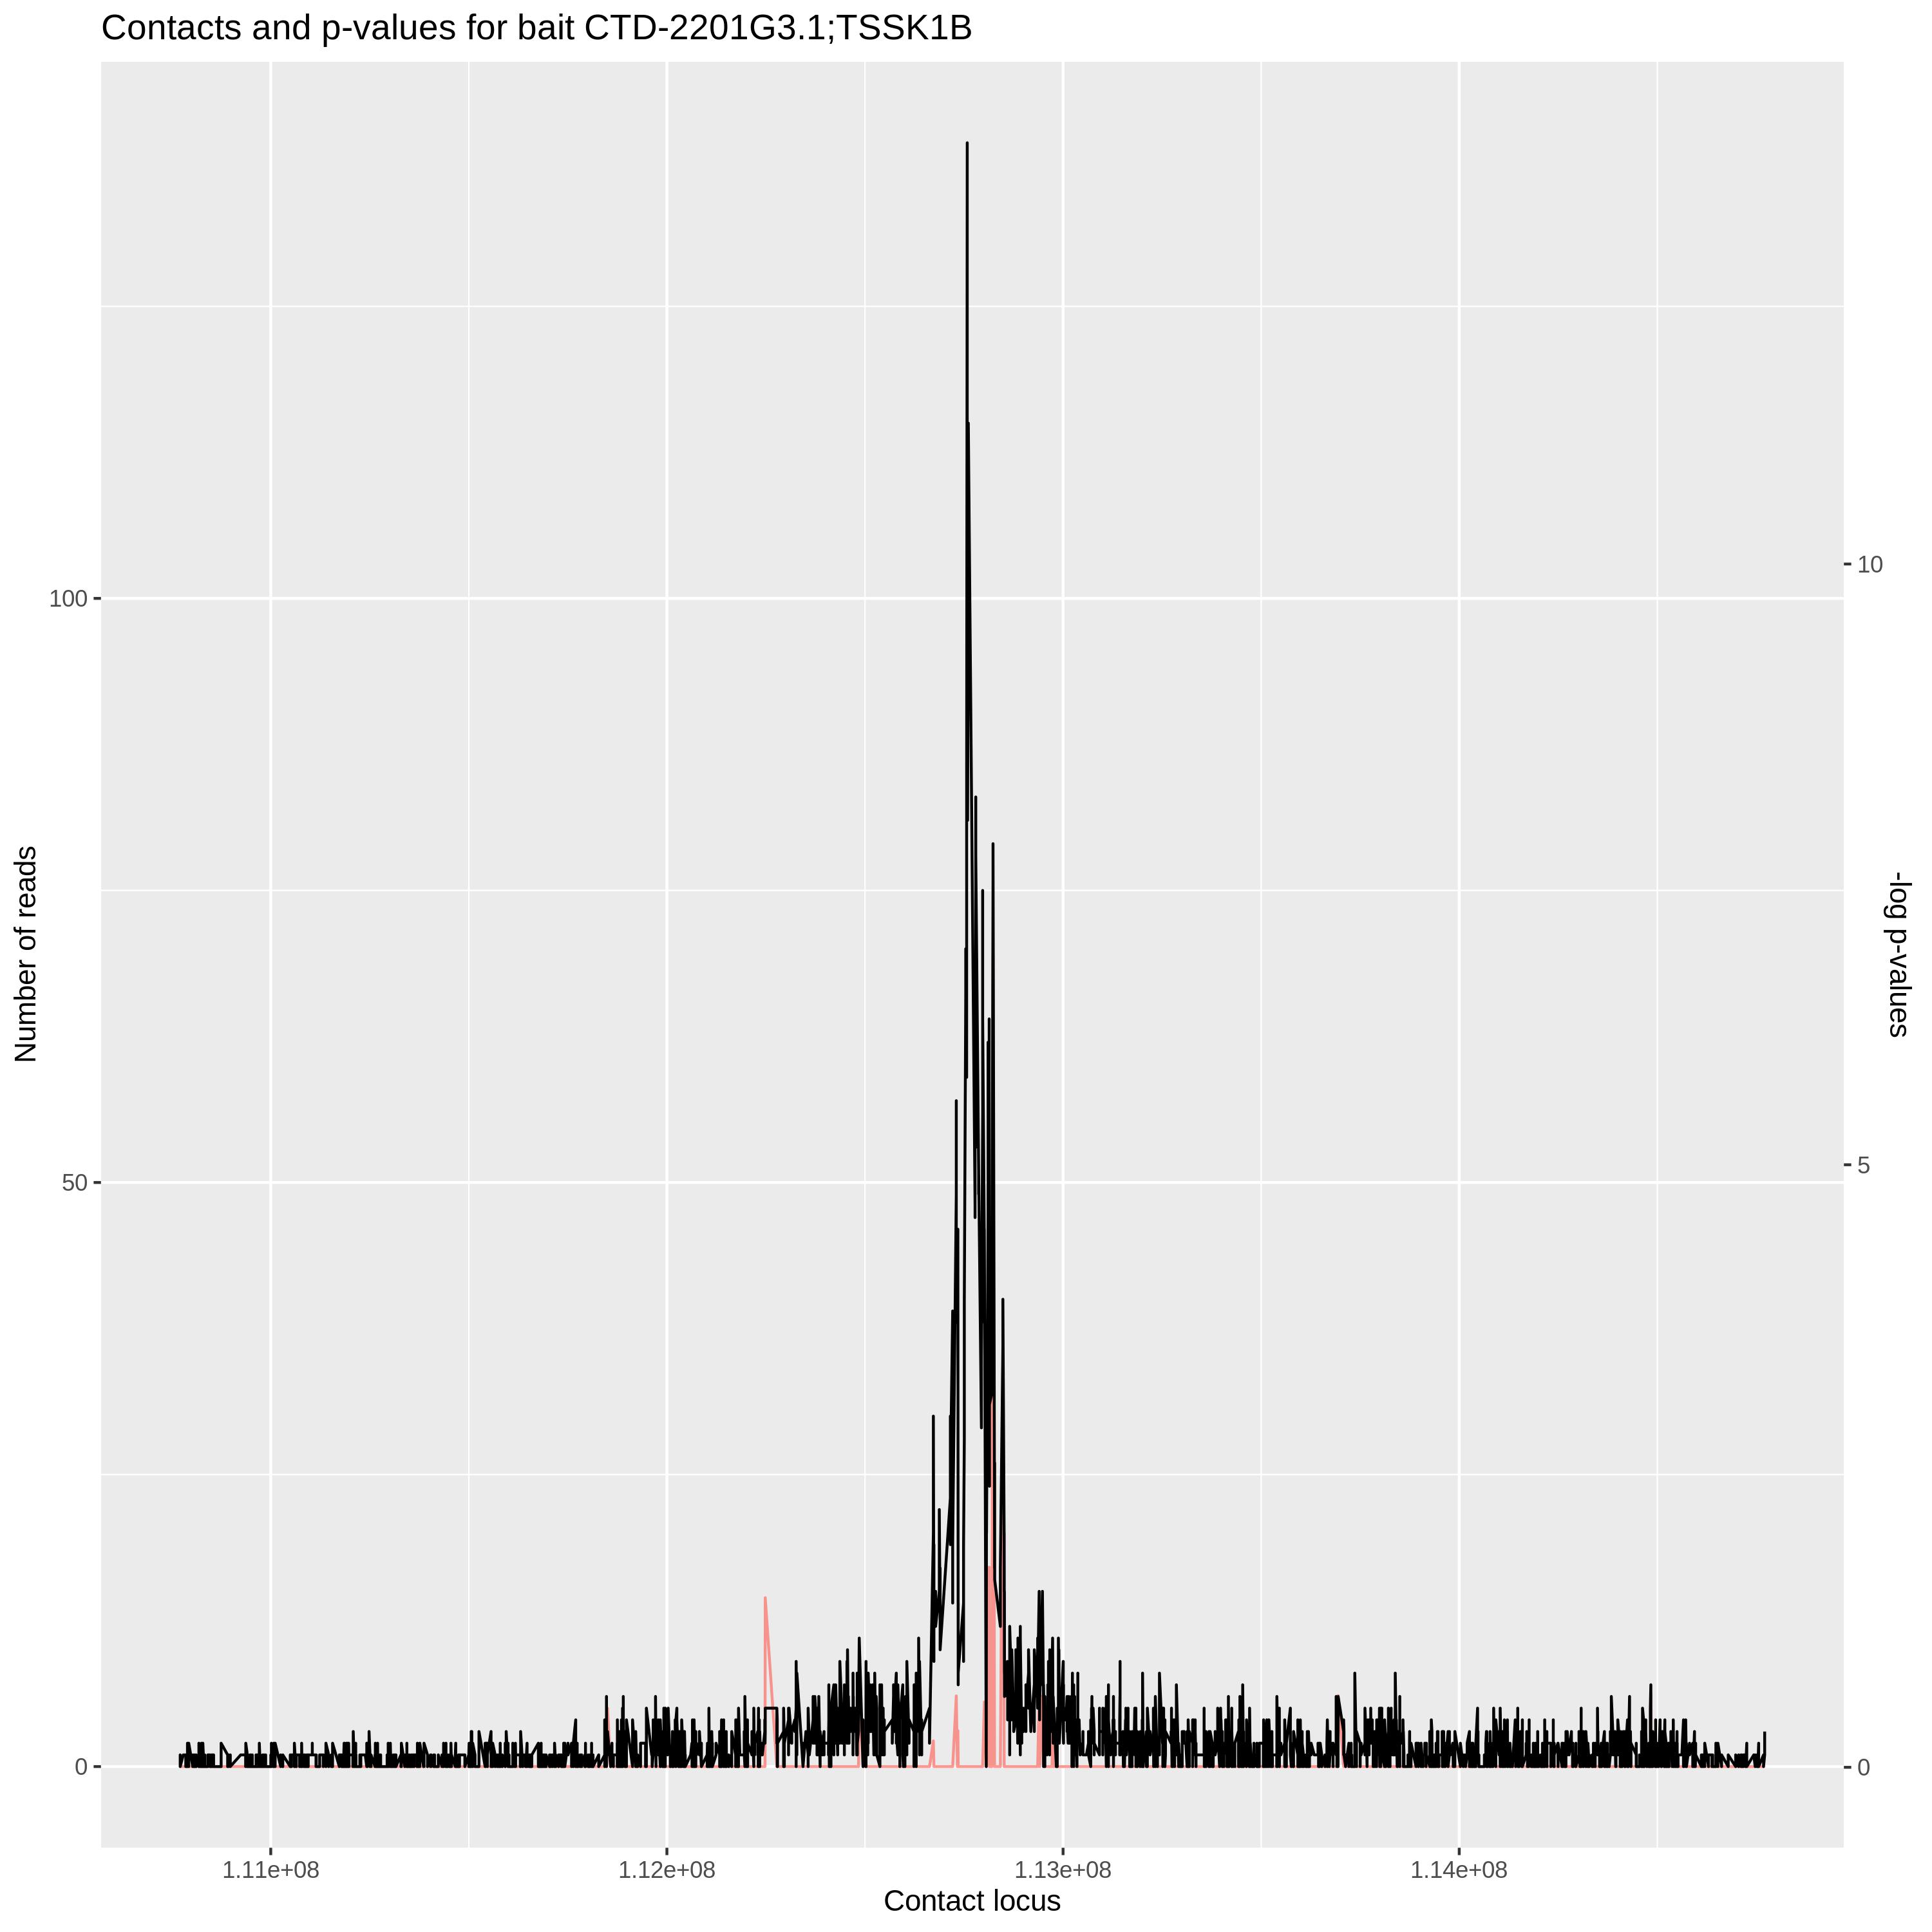 Contacts and p-values for bait CTD-2201G3.1;TSSK1B
Number of reads
100
50
0
10
5
0
-log p-values
1.11e+08
1.12e+08
1.13e+08
1.14e+08
Contact locus